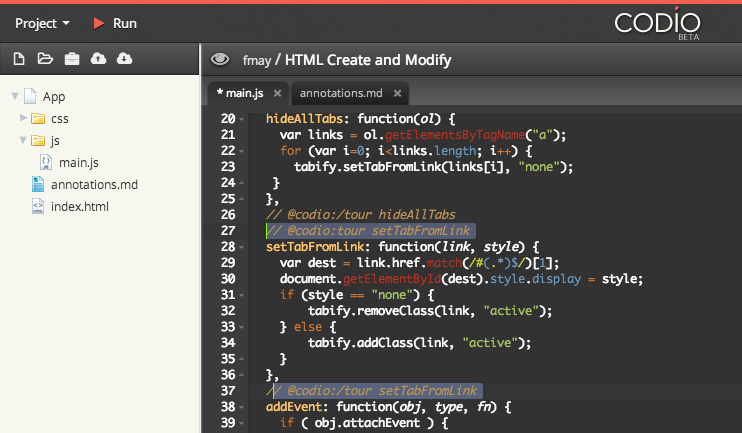 Project Run CODIO
BETA
fmay / HTML Create and Modify
* main.js × annotations.md ×
App
css
js
main.js
annotations.md
index.html
20 hideAllTabs: function(ol) {
21 var links = ol.getElementsByTagName("a");
22 for (var i=0; i<links.length; i++) {
23 tabify.setTabFromLink(links[i], "none");
24 }
25 },
26 // @codio:/tour hideAllTabs
27 // @codio:tour setTabFromLink
28 setTabFromLink: function(link, style) {
29 var dest = link.href.match(/#(.*)$/)[1];
30 document.getElementById(dest).style.display = style;
31 if (style == "none") {
32 tabify.removeClass(link, "active");
33 } else {
34 tabify.addClass(link, "active");
35 }
36 },
37 // @codio:/tour setTabFromLink
38 addEvent: function(obj, type, fn) {
39 if ( obj.attachEvent ) {